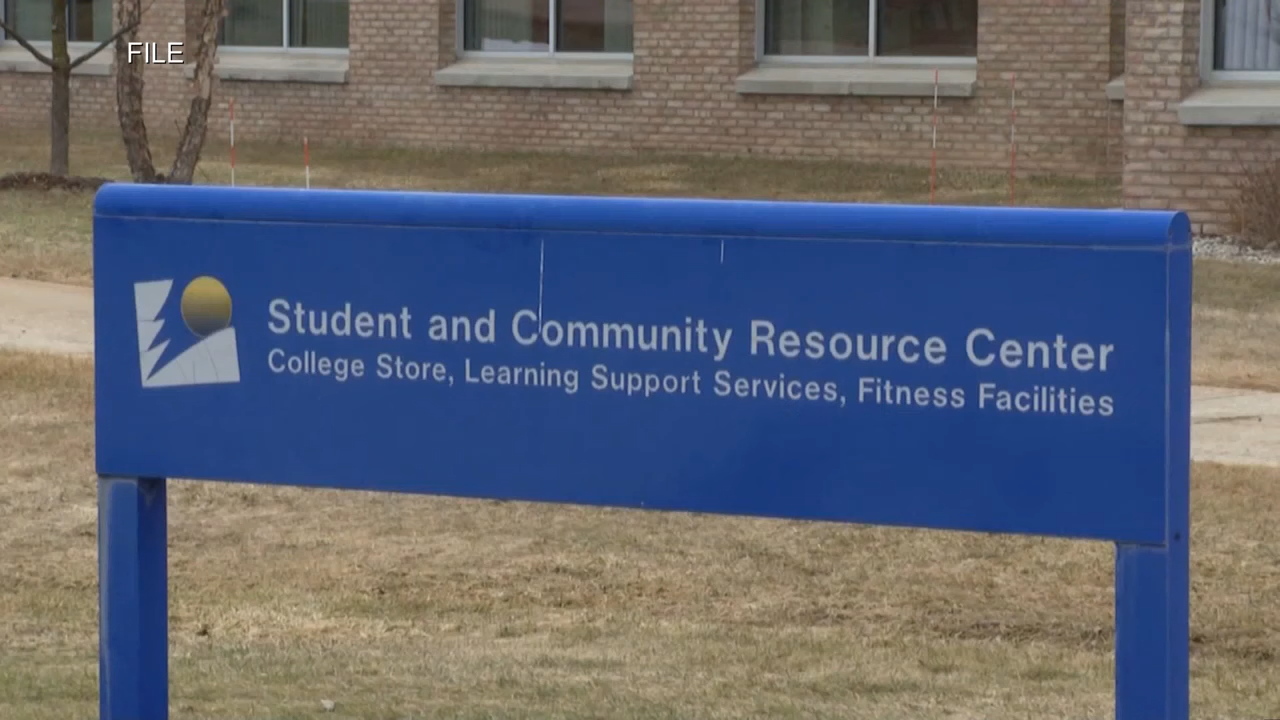 FILE
Student and Community Resource Center
College Store, Learning Support Services, Fitness Facilities